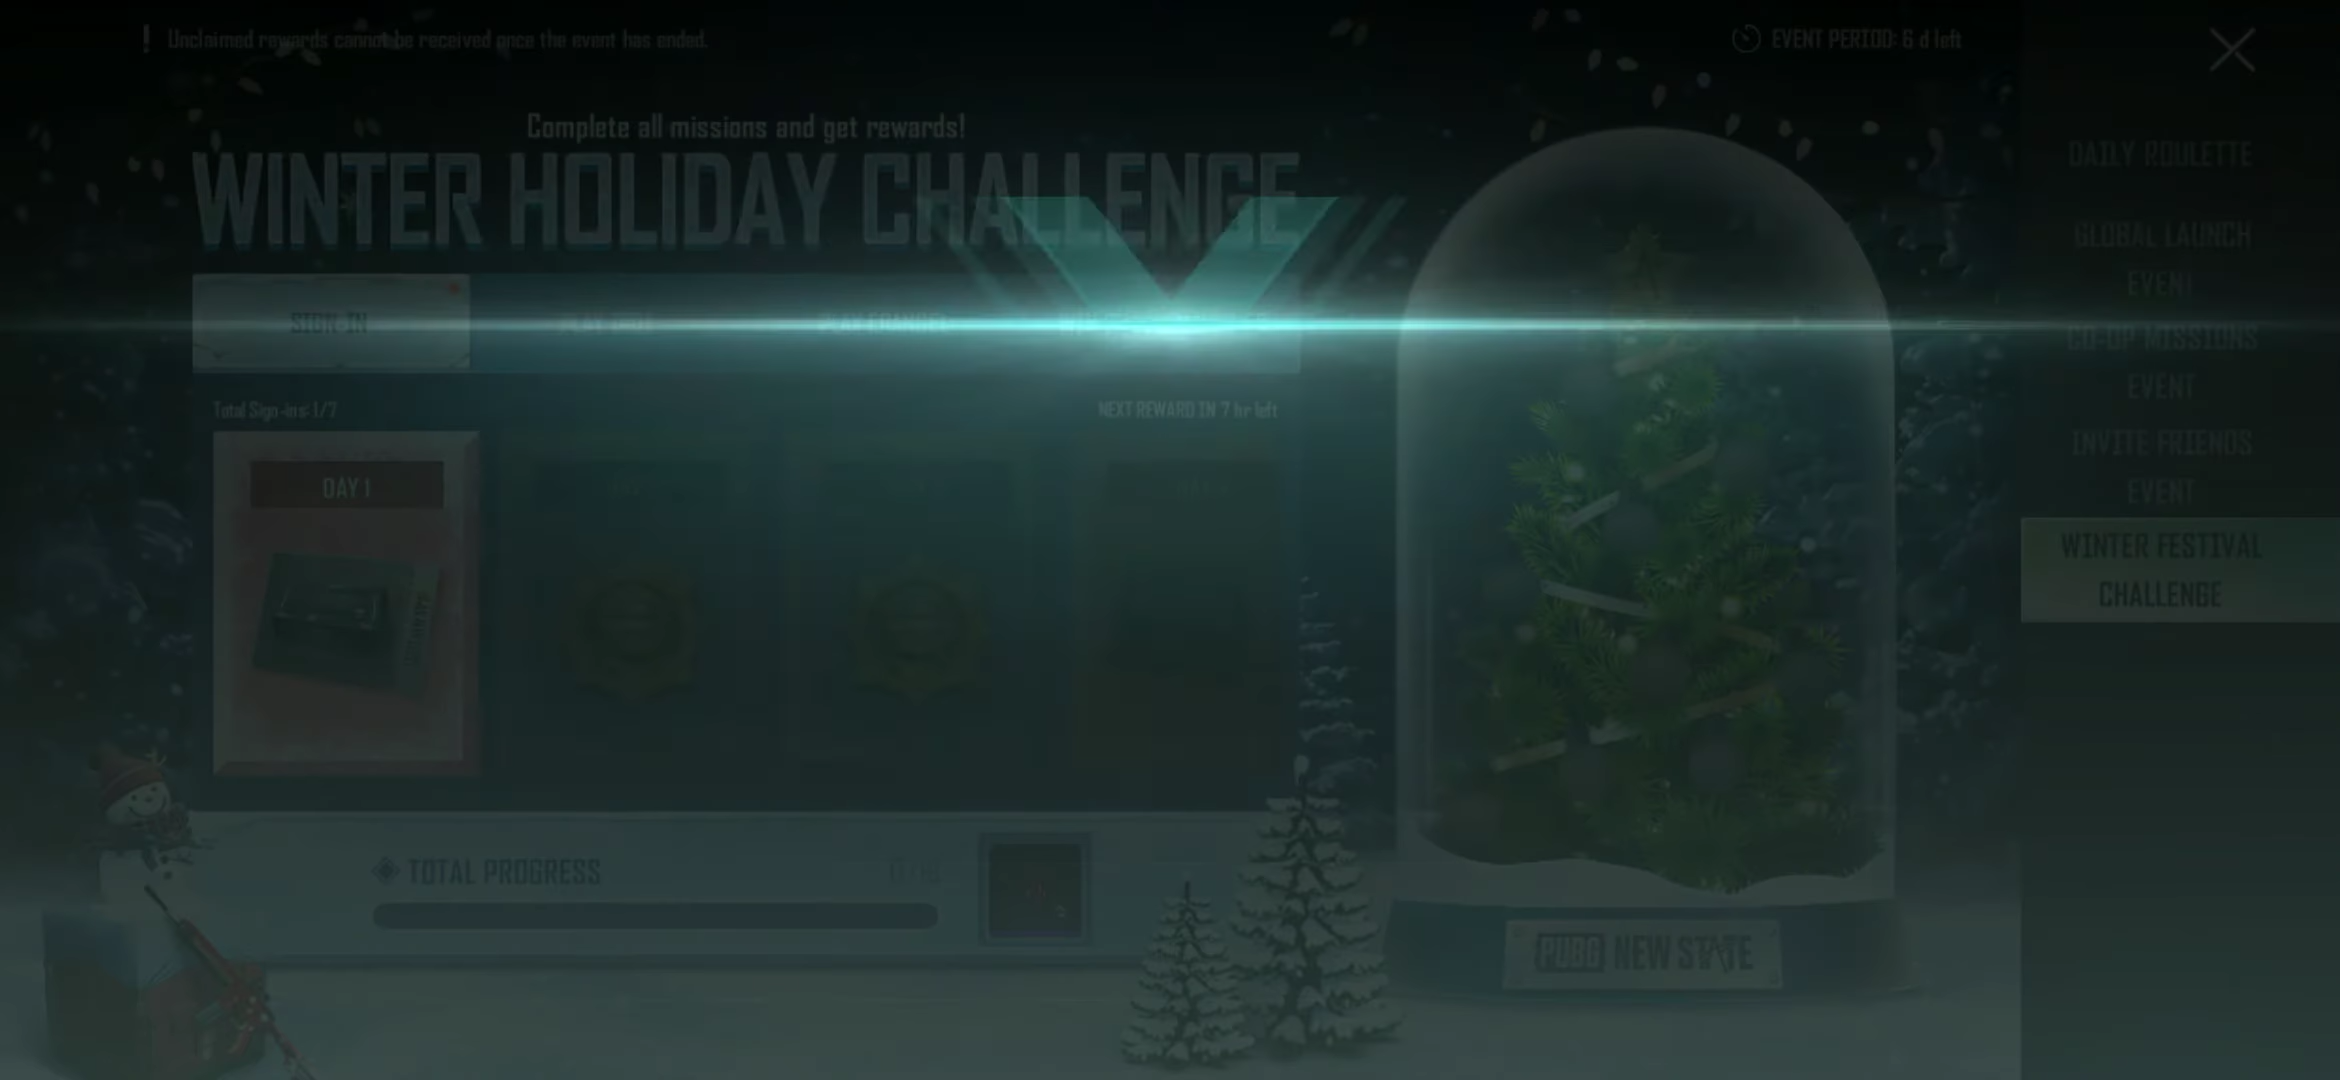 Unclaimed rewards cannot be received once the event has ended.
EVENT PERIOD: 6 d left
Complete all missions and get rewards!
WINTER HOLIDAY CHALLENGE
SIGN-IN
Total Sign-ins: 1/7
NEXT REWARD IN 7 hr left
DAY 1
TOTAL PROGRESS
PUBG NEW STATE
DAILY ROULETTE
GLOBAL LAUNCH
EVENT
CO-OP MISSIONS
EVENT
INVITE FRIENDS
EVENT
WINTER FESTIVAL
CHALLENGE